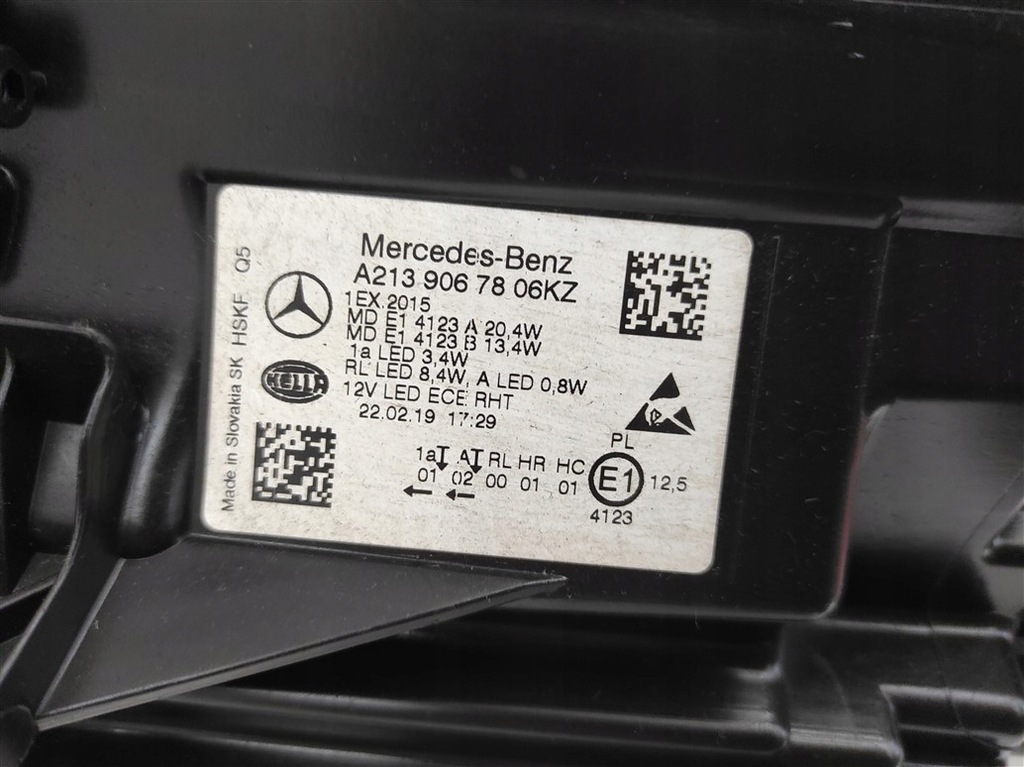 Mercedes-Benz
A213 906 78 06KZ
1EX.2015
MD E1 4123 A 20,4W
MD E1 4123 B 13,4W
1a LED 3,4W
RL LED 8,4W, A LED 0,8W
12V LED ECE RHT
22.02.19 17:29
Made in Slovakia SK HSKF Q5
HELLA
PL
1a A RL HR HC
01 02 00 01 01
E1
12,5
4123